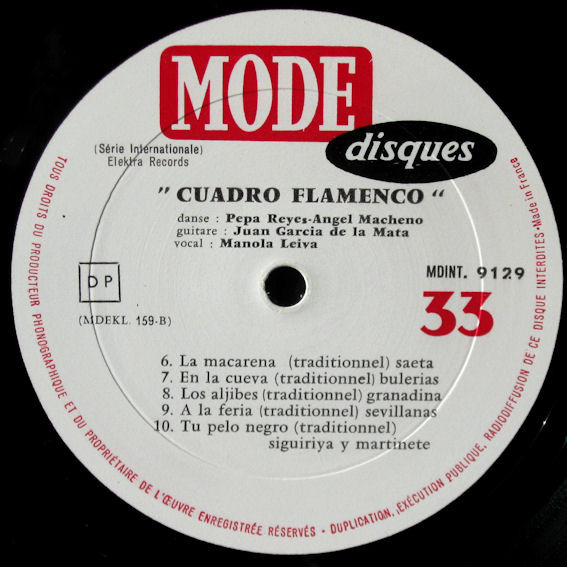 MODE
disques
(Série Internationale)
Elektra Records
" CUADRO FLAMENCO "
danse : Pepa Reyes-Angel Macheno
guitare : Juan Garcia de la Mata
vocal : Manola Leiva
DP
(MDEKL. 159-B)
MDINT. 9129
33
6. La macarena (traditionnel) saeta
7. En la cueva (traditionnel) bulerias
8. Los aljibes (traditionnel) granadina
9. A la feria (traditionnel) sevillanas
10. Tu pelo negro (traditionnel)
siguiriya y martinete
TOUS DROITS DU PRODUCTEUR PHONOGRAPHIQUE ET DU PROPRIÉTAIRE DE L'ŒUVRE ENREGISTRÉE RÉSERVÉS - DUPLICATION, EXÉCUTION PUBLIQUE, RADIODIFFUSION DE CE DISQUE INTERDITES - Made in France